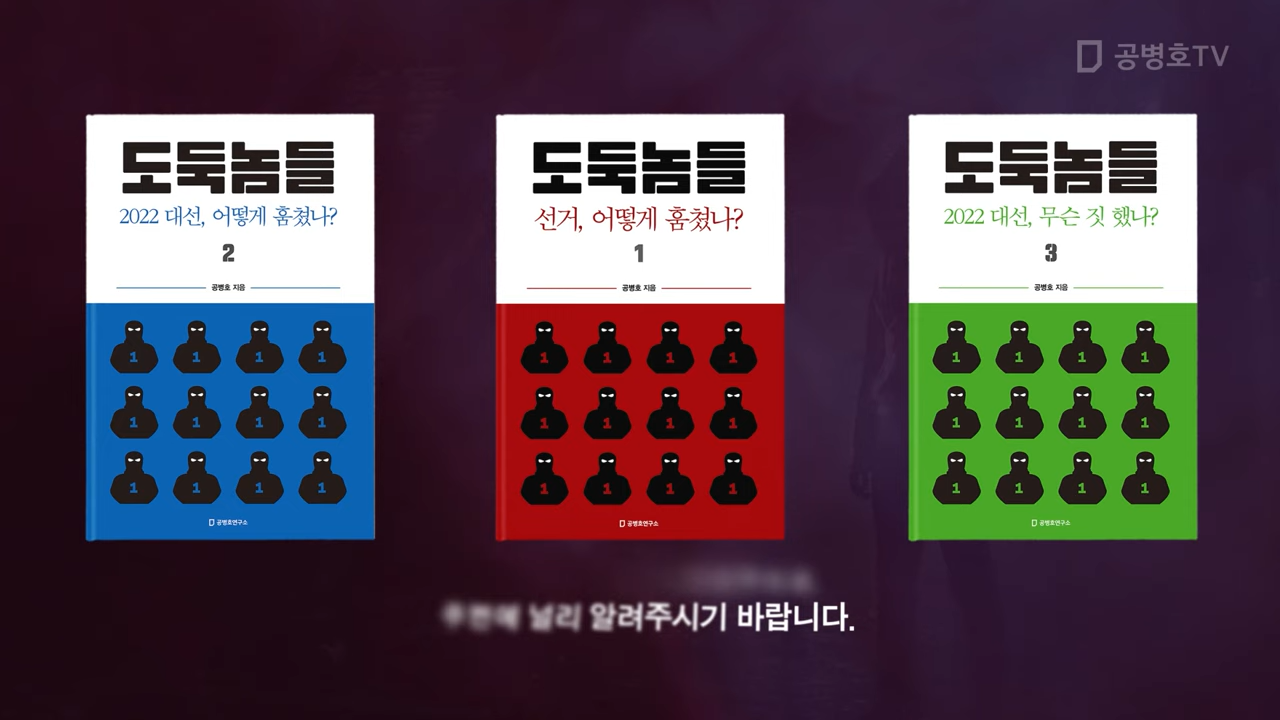 공병호TV
도둑놈들
2022 대선, 어떻게 훔쳤나?
2
공병호 지음
1 1 1 1
1 1 1 1
1 1 1 1
공병호연구소
도둑놈들
선거, 어떻게 훔쳤나?
1
공병호 지음
1 1 1 1
1 1 1 1
1 1 1 1
공병호연구소
도둑놈들
2022 대선, 무슨 짓 했나?
3
공병호 지음
1 1 1 1
1 1 1 1
1 1 1 1
공병호연구소
널리 알려주시기 바랍니다.